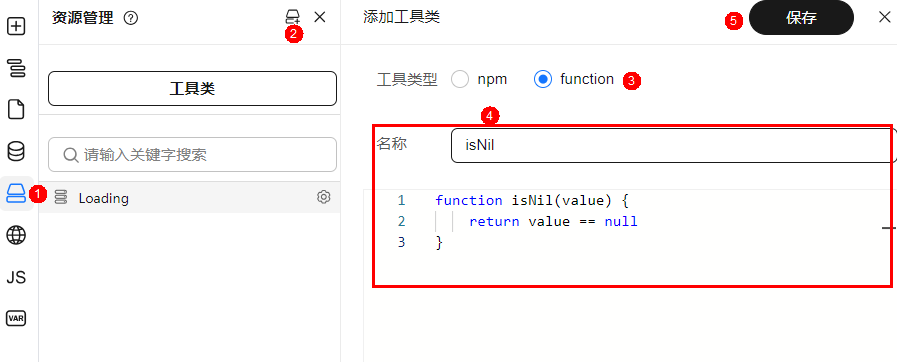 资源管理
2
工具类
请输入关键字搜索
1
Loading
JS
VAR
添加工具类
5
保存
工具类型
npm
function
3
4
名称
isNil
1 function isNil(value) {
2 return value == null
3 }